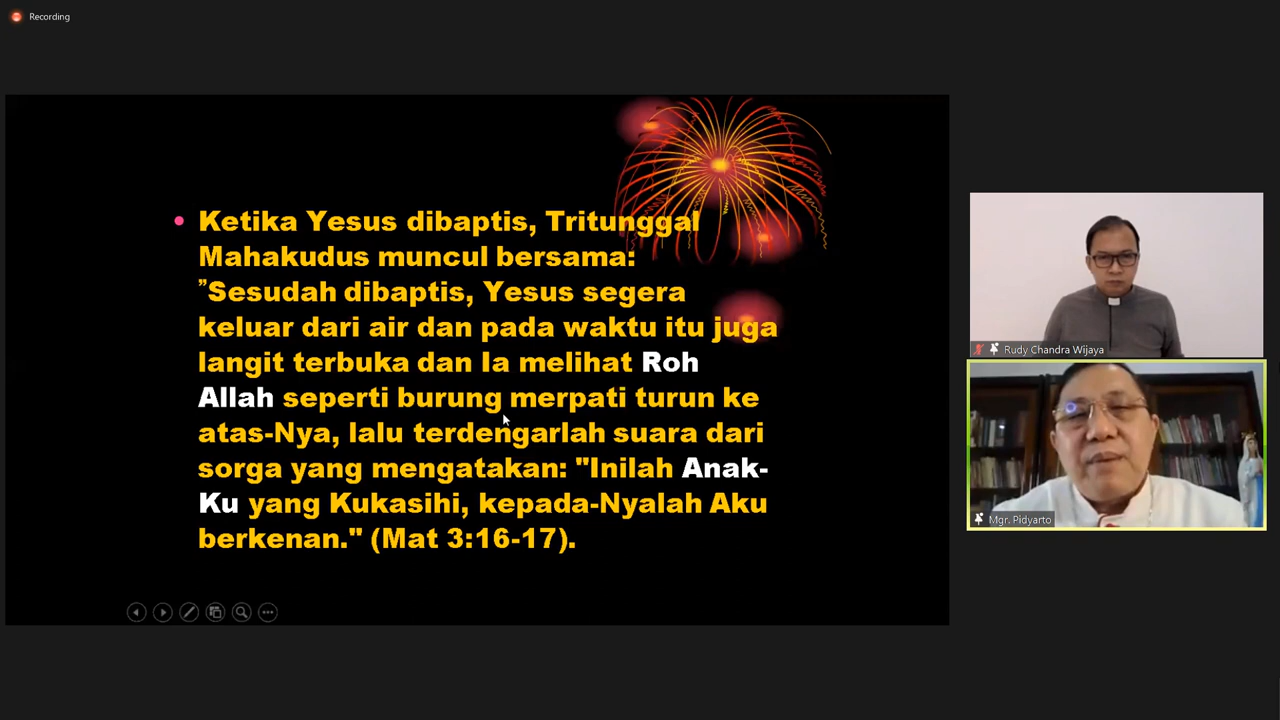 Recording
Ketika Yesus dibaptis, Tritunggal
Mahakudus muncul bersama:
”Sesudah dibaptis, Yesus segera
keluar dari air dan pada waktu itu juga
langit terbuka dan Ia melihat Roh
Allah seperti burung merpati turun ke
atas-Nya, lalu terdengarlah suara dari
sorga yang mengatakan: "Inilah Anak-
Ku yang Kukasihi, kepada-Nyalah Aku
berkenan." (Mat 3:16-17).
Rudy Chandra Wijaya
Mgr. Pidyarto